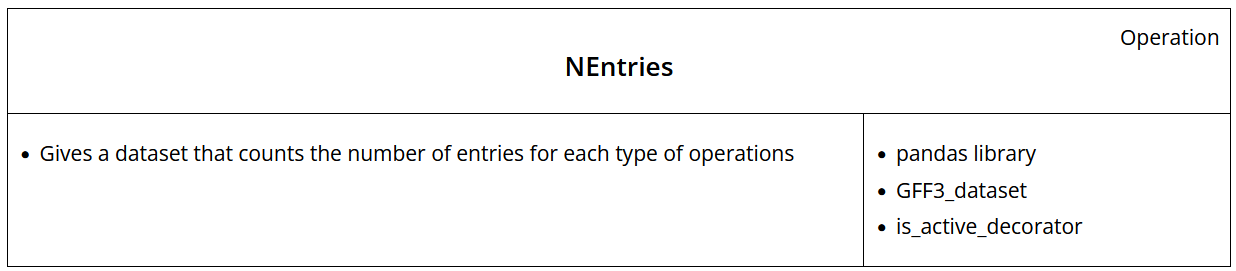 Operation
NEntries
• Gives a dataset that counts the number of entries for each type of operations
• pandas library
• GFF3_dataset
• is_active_decorator